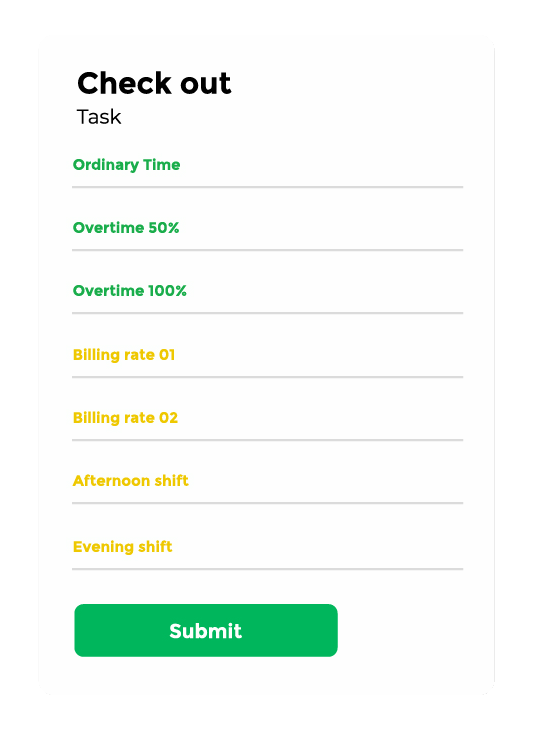 Check out
Task
Ordinary Time
Overtime 50%
Overtime 100%
Billing rate 01
Billing rate 02
Afternoon shift
Evening shift
Submit